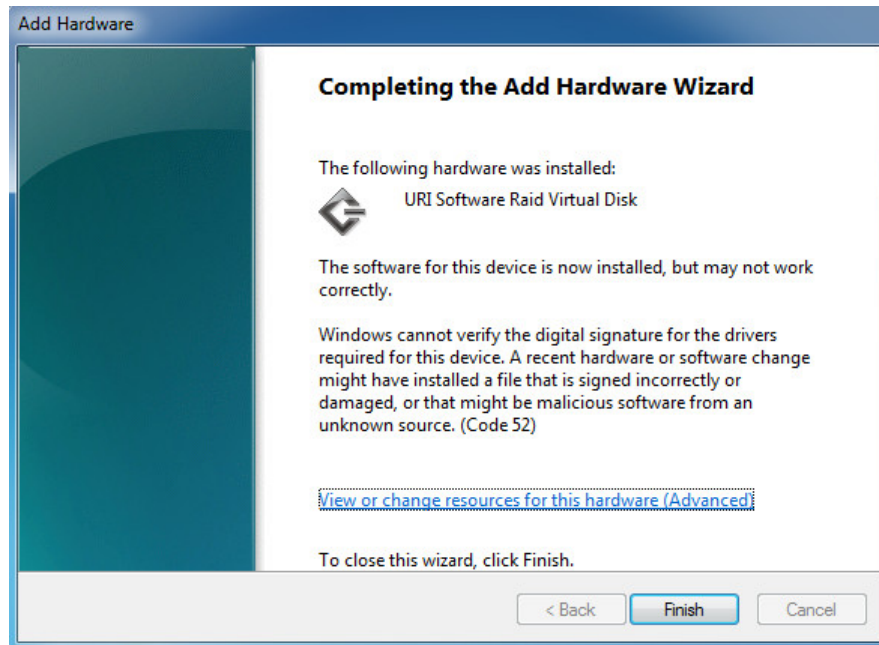 Add Hardware
Completing the Add Hardware Wizard
The following hardware was installed:
URI Software Raid Virtual Disk
The software for this device is now installed, but may not work
correctly.
Windows cannot verify the digital signature for the drivers
required for this device. A recent hardware or software change
might have installed a file that is signed incorrectly or
damaged, or that might be malicious software from an
unknown source. (Code 52)
View or change resources for this hardware (Advanced)
To close this wizard, click Finish.
< Back Finish Cancel